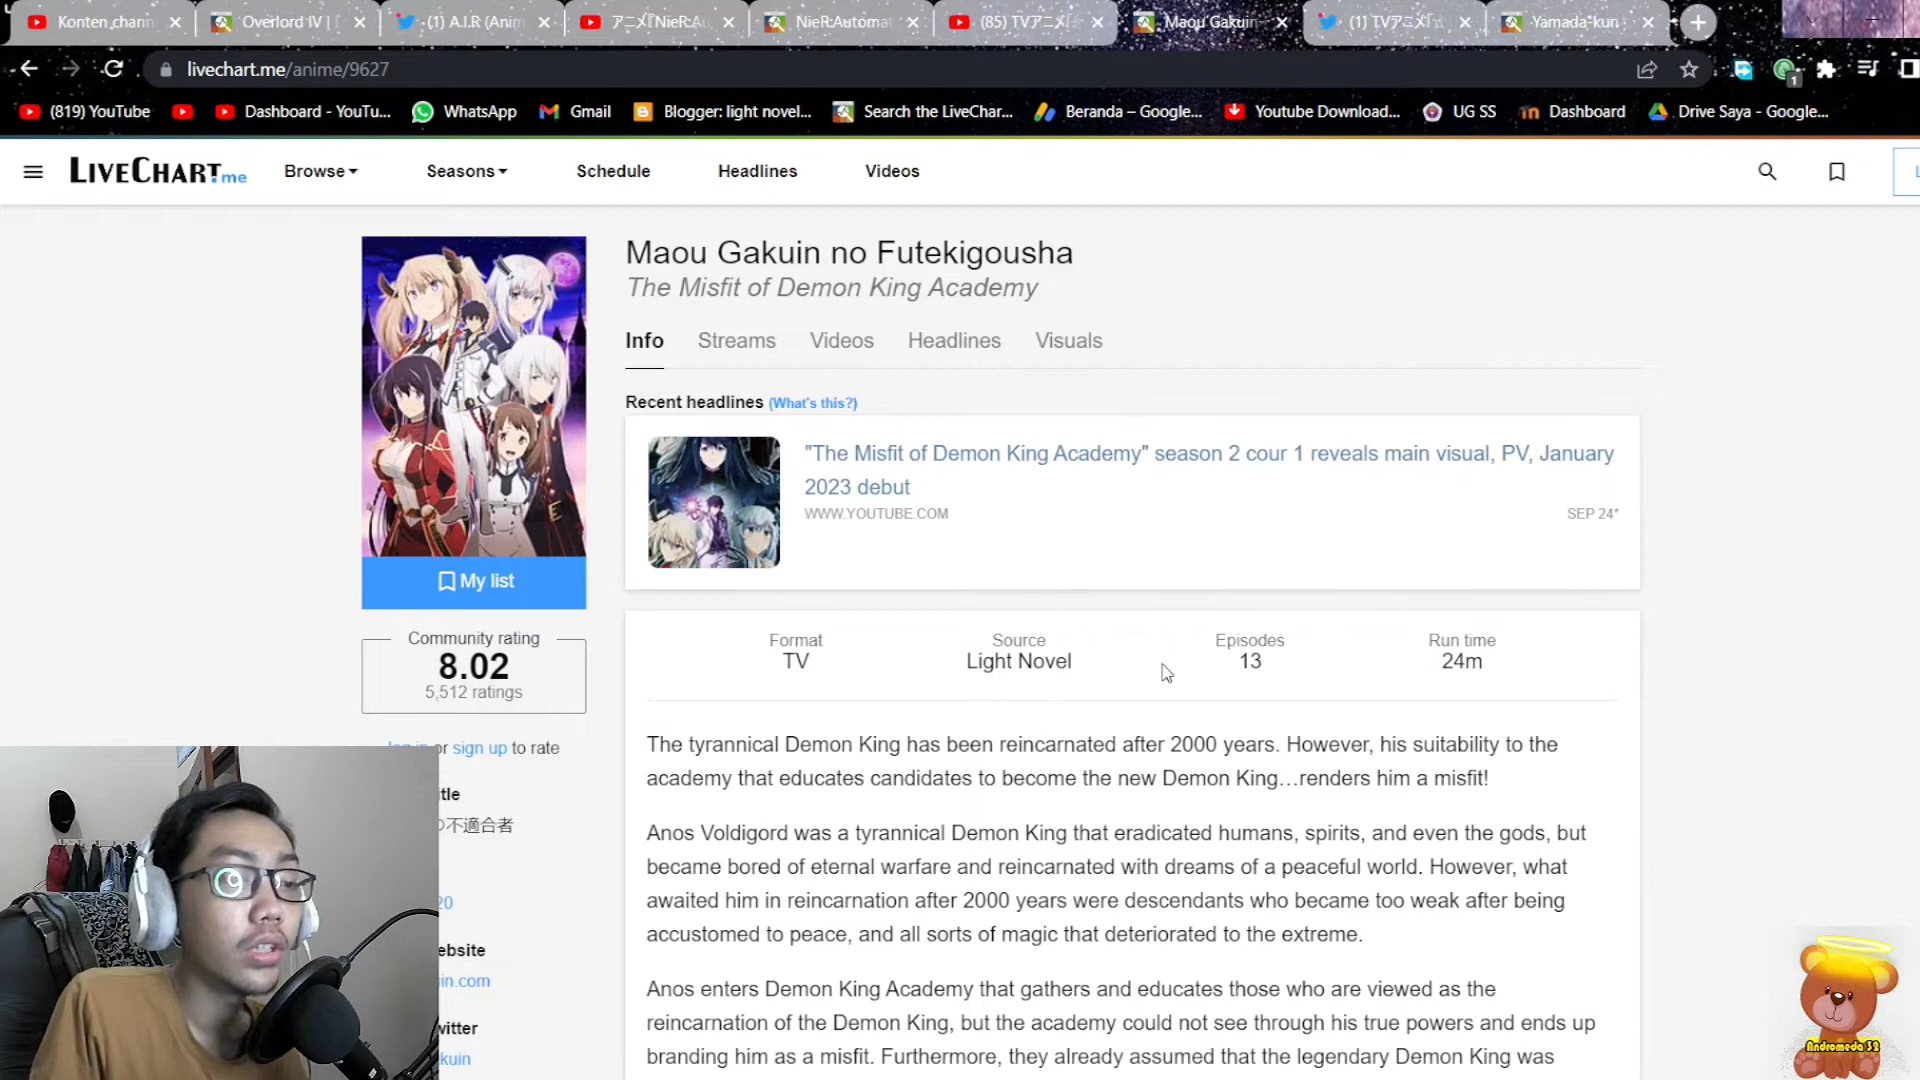 Konten chann
Overlord IV |
(1) A.I.R (Anim
アニメ『NieR:Au
NieR:Automat
(85) TVアニメ『
Maou Gakuin
(1) TVアニメ『
Yamada-kun
livechart.me/anime/9627
1
(819) YouTube
Dashboard - YouTu...
WhatsApp
Gmail
Blogger: light novel...
Search the LiveChar...
Beranda – Google...
Youtube Download...
UG SS
Dashboard
Drive Saya - Google...
LIVECHART.me
Browse
Seasons
Schedule
Headlines
Videos
Maou Gakuin no Futekigousha
The Misfit of Demon King Academy
Info
Streams
Videos
Headlines
Visuals
Recent headlines (What's this?)
"The Misfit of Demon King Academy" season 2 cour 1 reveals main visual, PV, January
2023 debut
WWW.YOUTUBE.COM
SEP 24*
My list
Community rating
8.02
5,512 ratings
log in or sign up to rate
Format
TV
Source
Light Novel
Episodes
13
Run time
24m
The tyrannical Demon King has been reincarnated after 2000 years. However, his suitability to the
academy that educates candidates to become the new Demon King…renders him a misfit!
Anos Voldigord was a tyrannical Demon King that eradicated humans, spirits, and even the gods, but
became bored of eternal warfare and reincarnated with dreams of a peaceful world. However, what
awaited him in reincarnation after 2000 years were descendants who became too weak after being
accustomed to peace, and all sorts of magic that deteriorated to the extreme.
Anos enters Demon King Academy that gathers and educates those who are viewed as the
reincarnation of the Demon King, but the academy could not see through his true powers and ends up
branding him as a misfit. Furthermore, they already assumed that the legendary Demon King was
itle
の不適合者
20
ebsite
in.com
witter
kuin
Andromeda 32